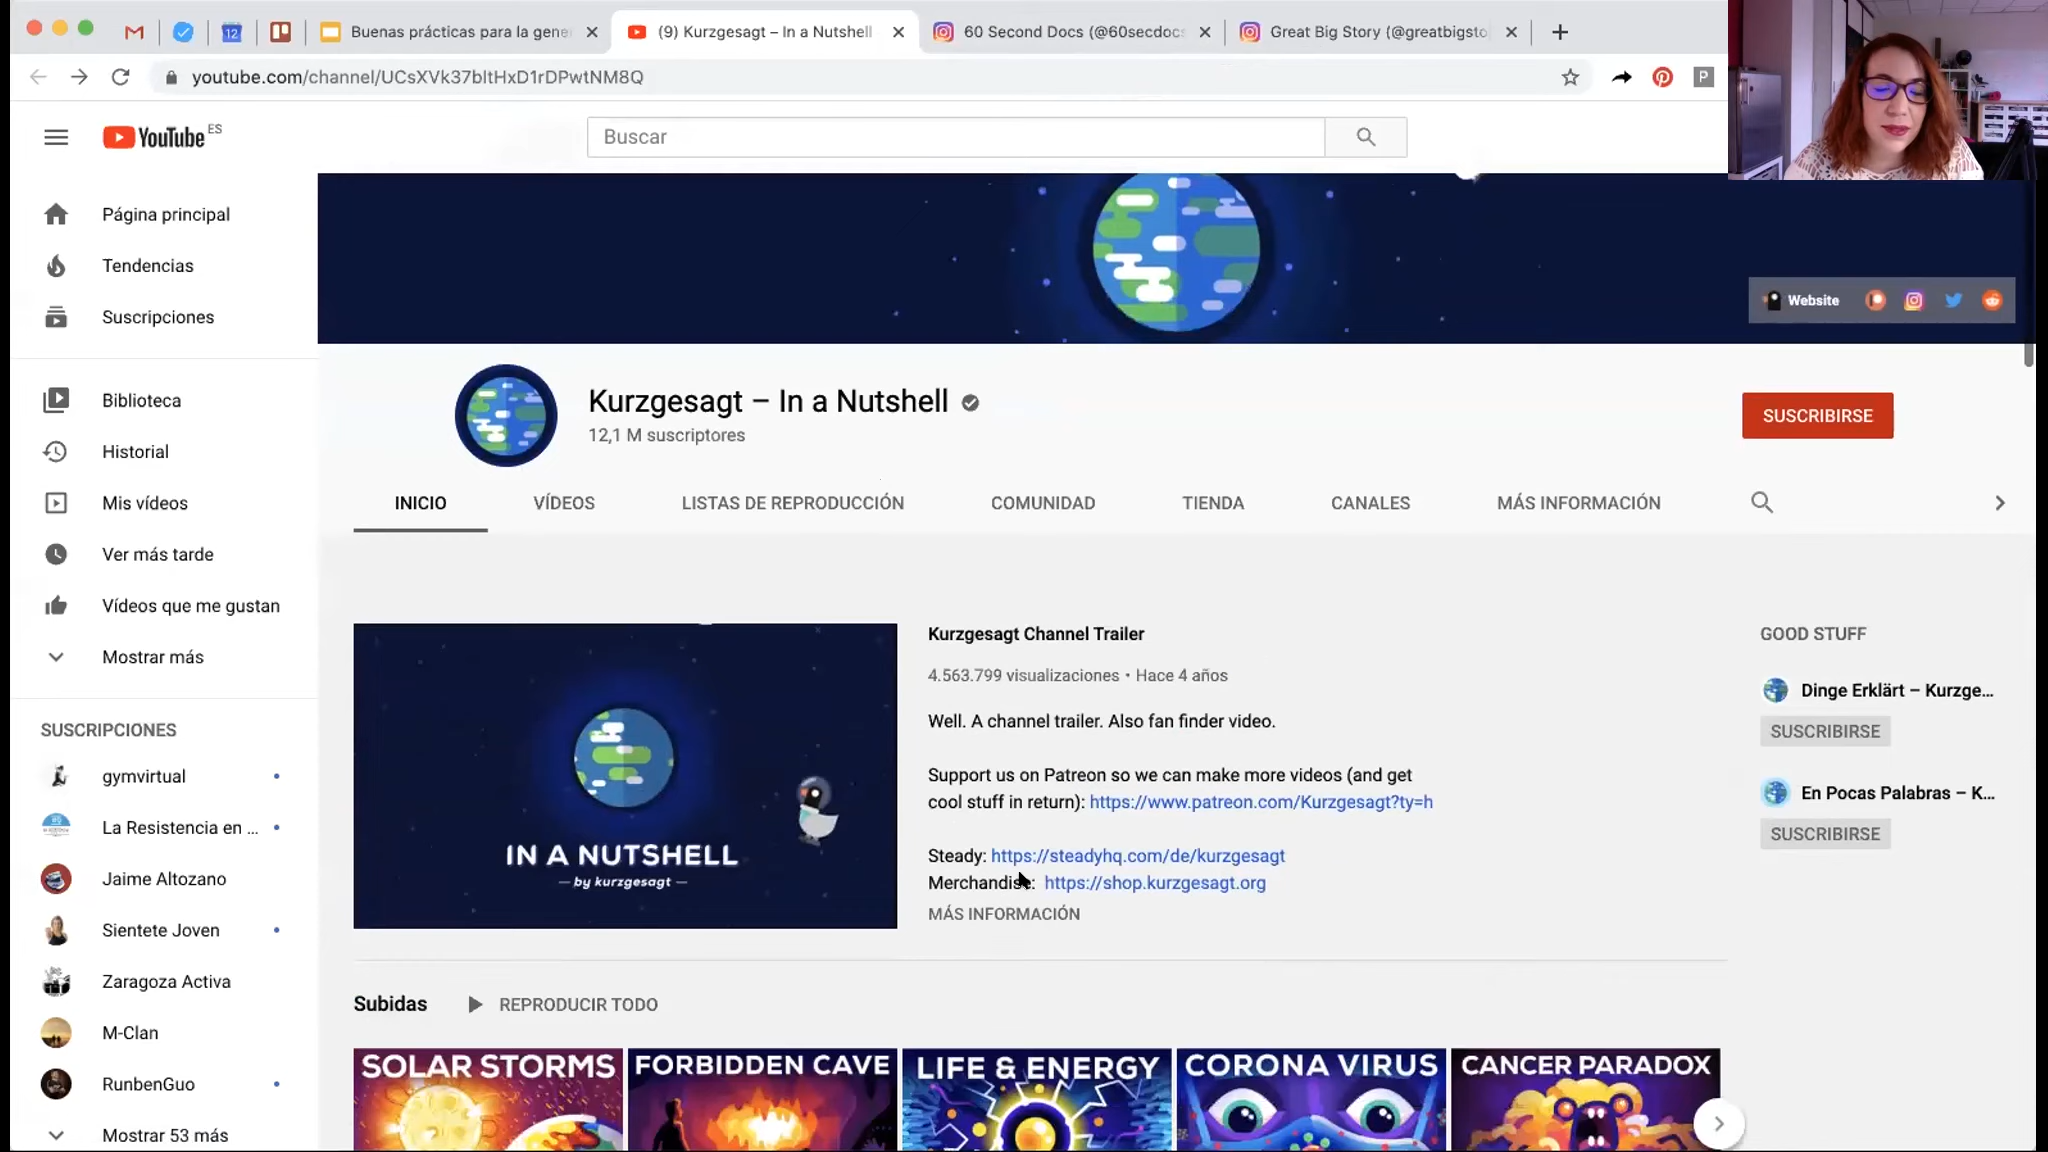 12
Buenas prácticas para la gene
(9) Kurzgesagt – In a Nutshell
60 Second Docs (@60secdocs
Great Big Story (@greatbigsto
youtube.com/channel/UCsXVk37bltHxD1rDPwtNM8Q
P
YouTube ES
Buscar
Página principal
Tendencias
Suscripciones
Website
Biblioteca
Historial
Mis vídeos
Ver más tarde
Vídeos que me gustan
Mostrar más
SUSCRIPCIONES
gymvirtual
La Resistencia en ...
Jaime Altozano
Sientete Joven
Zaragoza Activa
M-Clan
RunbenGuo
Mostrar 53 más
Kurzgesagt – In a Nutshell
12,1 M suscriptores
SUSCRIBIRSE
INICIO
VÍDEOS
LISTAS DE REPRODUCCIÓN
COMUNIDAD
TIENDA
CANALES
MÁS INFORMACIÓN
IN A NUTSHELL
— by kurzgesagt —
Kurzgesagt Channel Trailer
4.563.799 visualizaciones • Hace 4 años
Well. A channel trailer. Also fan finder video.
Support us on Patreon so we can make more videos (and get
cool stuff in return): https://www.patreon.com/Kurzgesagt?ty=h
Steady: https://steadyhq.com/de/kurzgesagt
Merchandise: https://shop.kurzgesagt.org
MÁS INFORMACIÓN
GOOD STUFF
Dinge Erklärt – Kurzge...
SUSCRIBIRSE
En Pocas Palabras – K...
SUSCRIBIRSE
Subidas
REPRODUCIR TODO
SOLAR STORMS
FORBIDDEN CAVE
LIFE & ENERGY
CORONA VIRUS
CANCER PARADOX